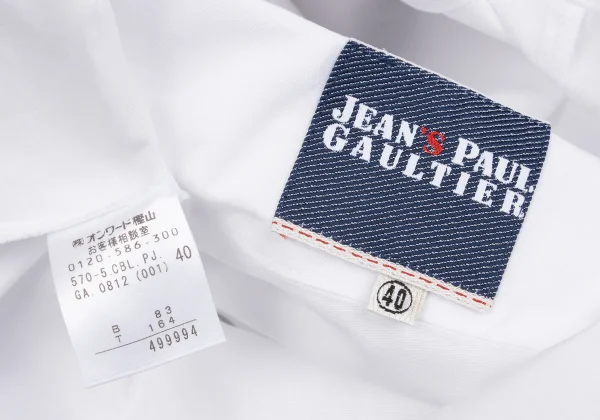 JEAN'S PAUL
GAULTIER
40
㈱オンワード樫山
お客様相談室
0120-586-300
570-5.CBL.PJ. 40
GA.0812 (001)
B 83
T 164
499994